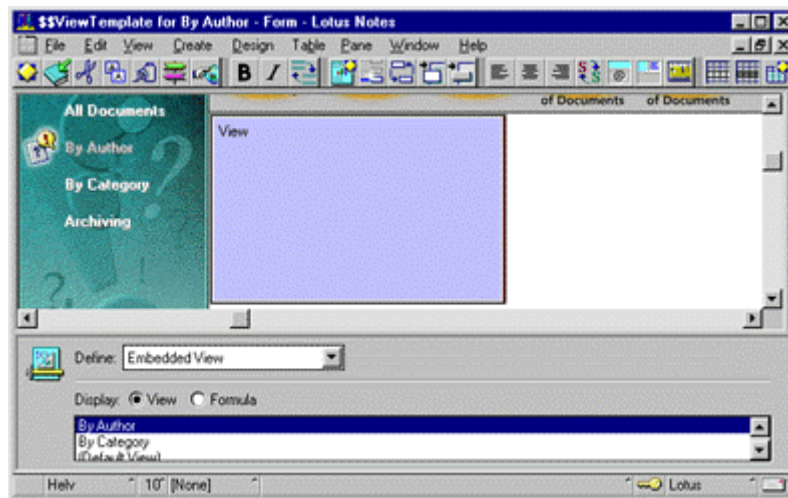 $$ViewTemplate for By Author - Form - Lotus Notes
File Edit View Create Design Table Pane Window Help
B I
All Documents
of Documents of Documents
View
By Author
By Category
Archiving
Define: Embedded View
Display: View Formula
By Author
By Category
(Default View)
Helv 10 [None] Lotus